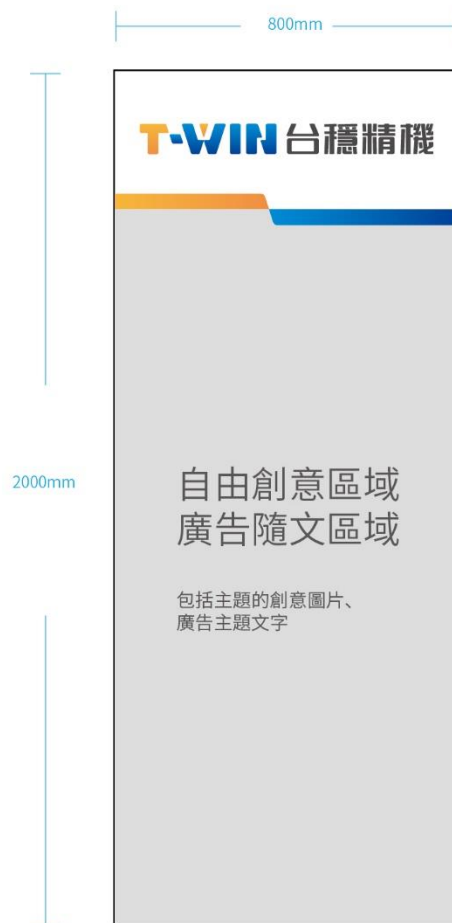 800mm
T-WIN 台穩精機
2000mm
自由創意區域
廣告隨文區域
包括主題的創意圖片、
廣告主題文字